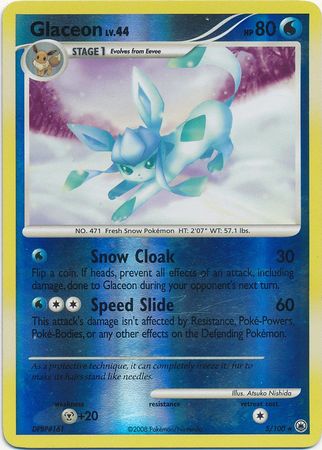 Glaceon LV.44 HP 80
STAGE 1 Evolves from Eevee
NO. 471 Fresh Snow Pokémon HT: 2'07" WT: 57.1 lbs.
Snow Cloak 30
Flip a coin. If heads, prevent all effects of an attack, including
damage, done to Glaceon during your opponent's next turn.
Speed Slide 60
This attack's damage isn't affected by Resistance, Poké-Powers,
Poké-Bodies, or any other effects on the Defending Pokémon.
As a protective technique, it can completely freeze its fur to
make its hairs stand like needles.
Illus. Atsuko Nishida
weakness resistance retreat cost
+20
DPBP#161 ©2008 Pokémon/Nintendo 5/100 ★